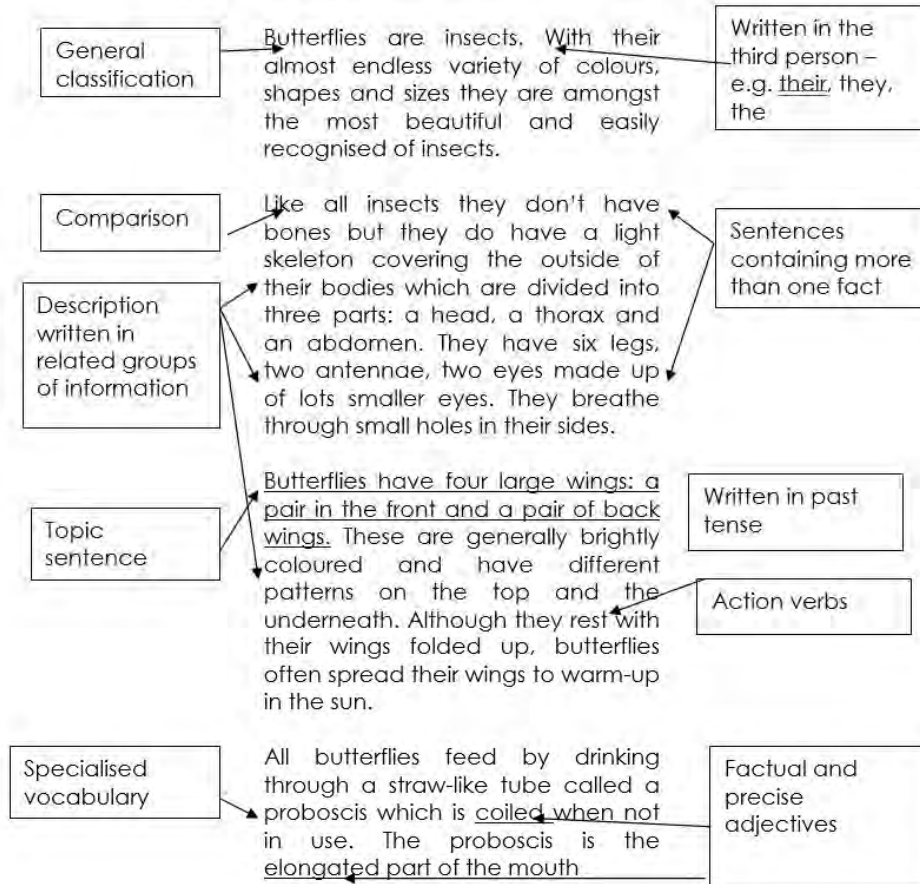 General
classification
Butterflies are insects. With their
almost endless variety of colours,
shapes and sizes they are amongst
the most beautiful and easily
recognised of insects.
Written in the
third person –
e.g. their, they,
the
Comparison
Like all insects they don't have
bones but they do have a light
skeleton covering the outside of
their bodies which are divided into
three parts: a head, a thorax and
an abdomen. They have six legs,
two antennae, two eyes made up
of lots smaller eyes. They breathe
through small holes in their sides.
Sentences
containing more
than one fact
Description
written in
related groups
of information
Topic
sentence
Butterflies have four large wings: a
pair in the front and a pair of back
wings. These are generally brightly
coloured and have different
patterns on the top and the
underneath. Although they rest with
their wings folded up, butterflies
often spread their wings to warm-up
in the sun.
Written in past
tense
Action verbs
Specialised
vocabulary
All butterflies feed by drinking
through a straw-like tube called a
proboscis which is coiled when not
in use. The proboscis is the
elongated part of the mouth
Factual and
precise
adjectives